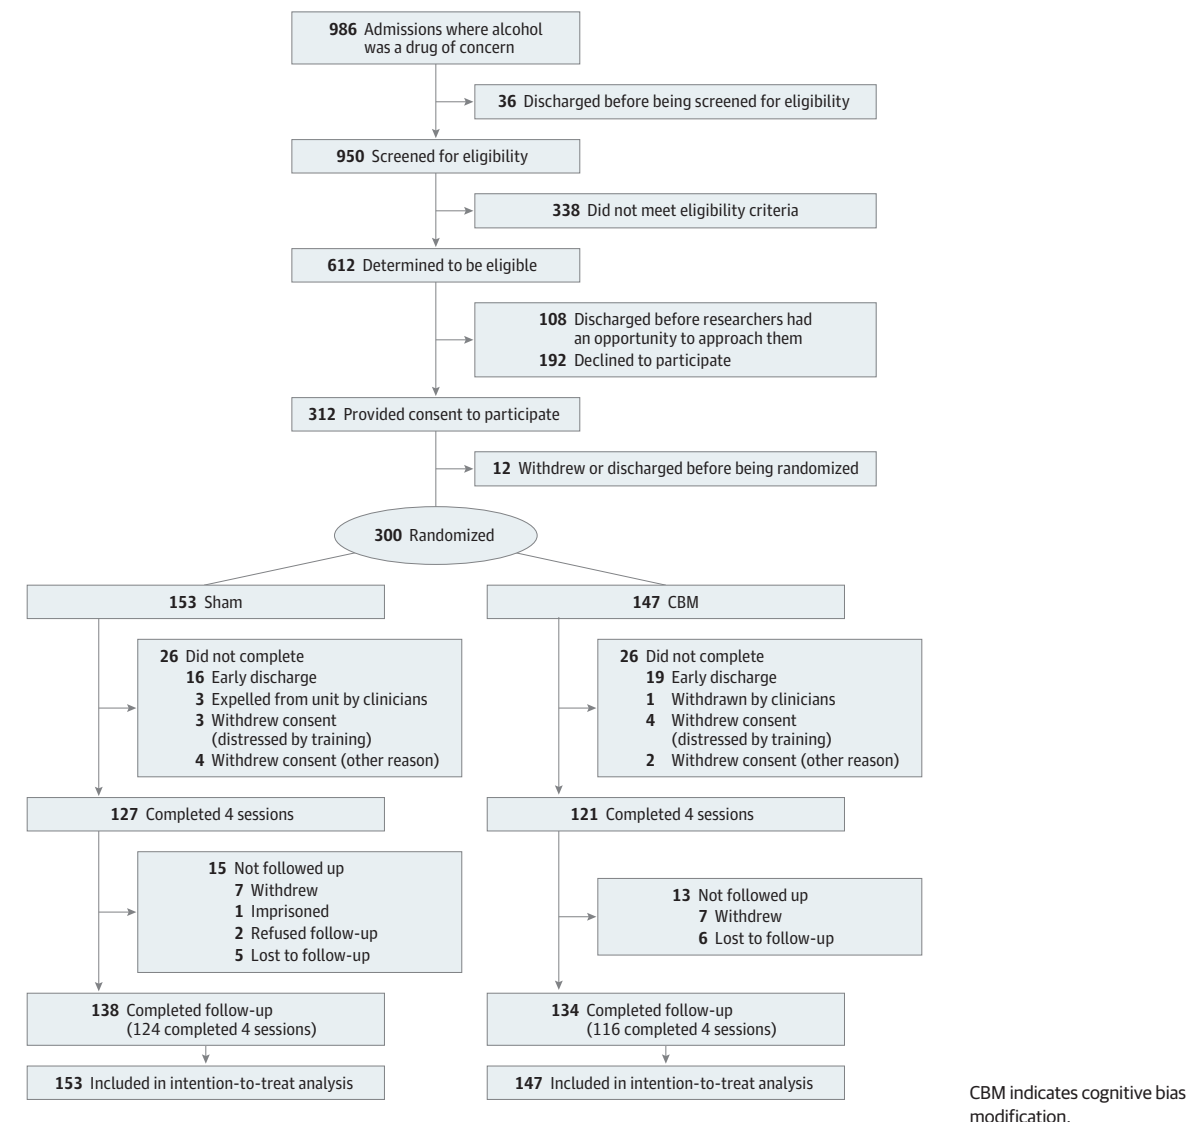 986 Admissions where alcohol
was a drug of concern
36 Discharged before being screened for eligibility
950 Screened for eligibility
338 Did not meet eligibility criteria
612 Determined to be eligible
108 Discharged before researchers had
an opportunity to approach them
192 Declined to participate
312 Provided consent to participate
12 Withdrew or discharged before being randomized
300 Randomized
153 Sham
147 CBM
26 Did not complete
16 Early discharge
3 Expelled from unit by clinicians
3 Withdrew consent
(distressed by training)
4 Withdrew consent (other reason)
26 Did not complete
19 Early discharge
1 Withdrawn by clinicians
4 Withdrew consent
(distressed by training)
2 Withdrew consent (other reason)
127 Completed 4 sessions
121 Completed 4 sessions
15 Not followed up
7 Withdrew
1 Imprisoned
2 Refused follow-up
5 Lost to follow-up
13 Not followed up
7 Withdrew
6 Lost to follow-up
138 Completed follow-up
(124 completed 4 sessions)
134 Completed follow-up
(116 completed 4 sessions)
153 Included in intention-to-treat analysis
147 Included in intention-to-treat analysis
CBM indicates cognitive bias
modification.